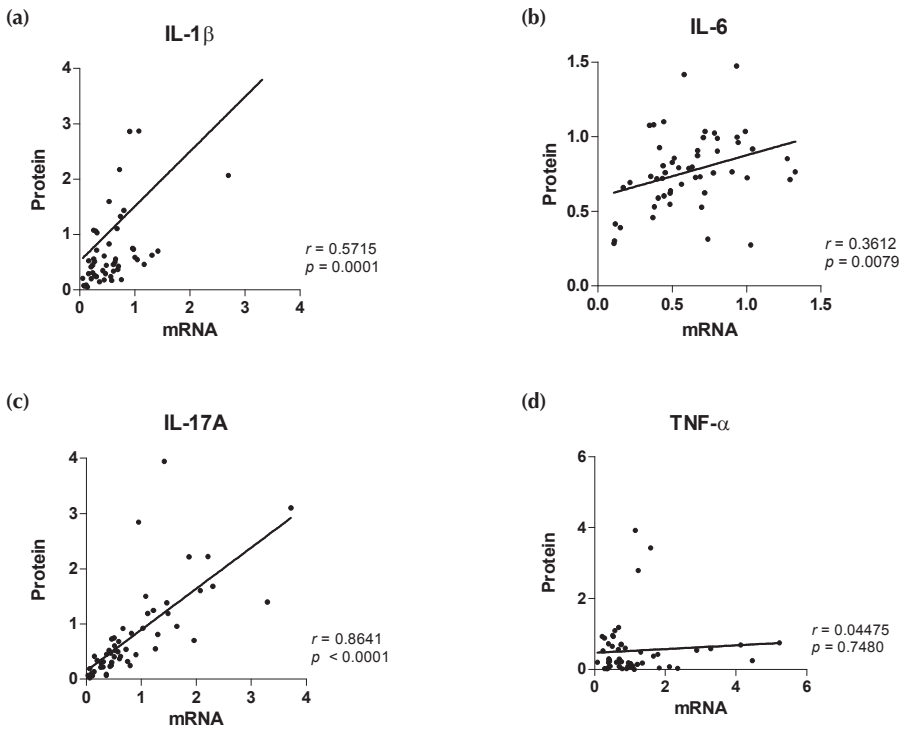 (a)
IL-1β
4
3
2
1
0
0 1 2 3 4
Protein
mRNA
r = 0.5715
p = 0.0001
(b)
IL-6
1.5
1.0
0.5
0.0
0.0 0.5 1.0 1.5
Protein
mRNA
r = 0.3612
p = 0.0079
(c)
IL-17A
4
3
2
1
0
0 1 2 3 4
Protein
mRNA
r = 0.8641
p < 0.0001
(d)
TNF-α
6
4
2
0
0 2 4 6
Protein
mRNA
r = 0.04475
p = 0.7480